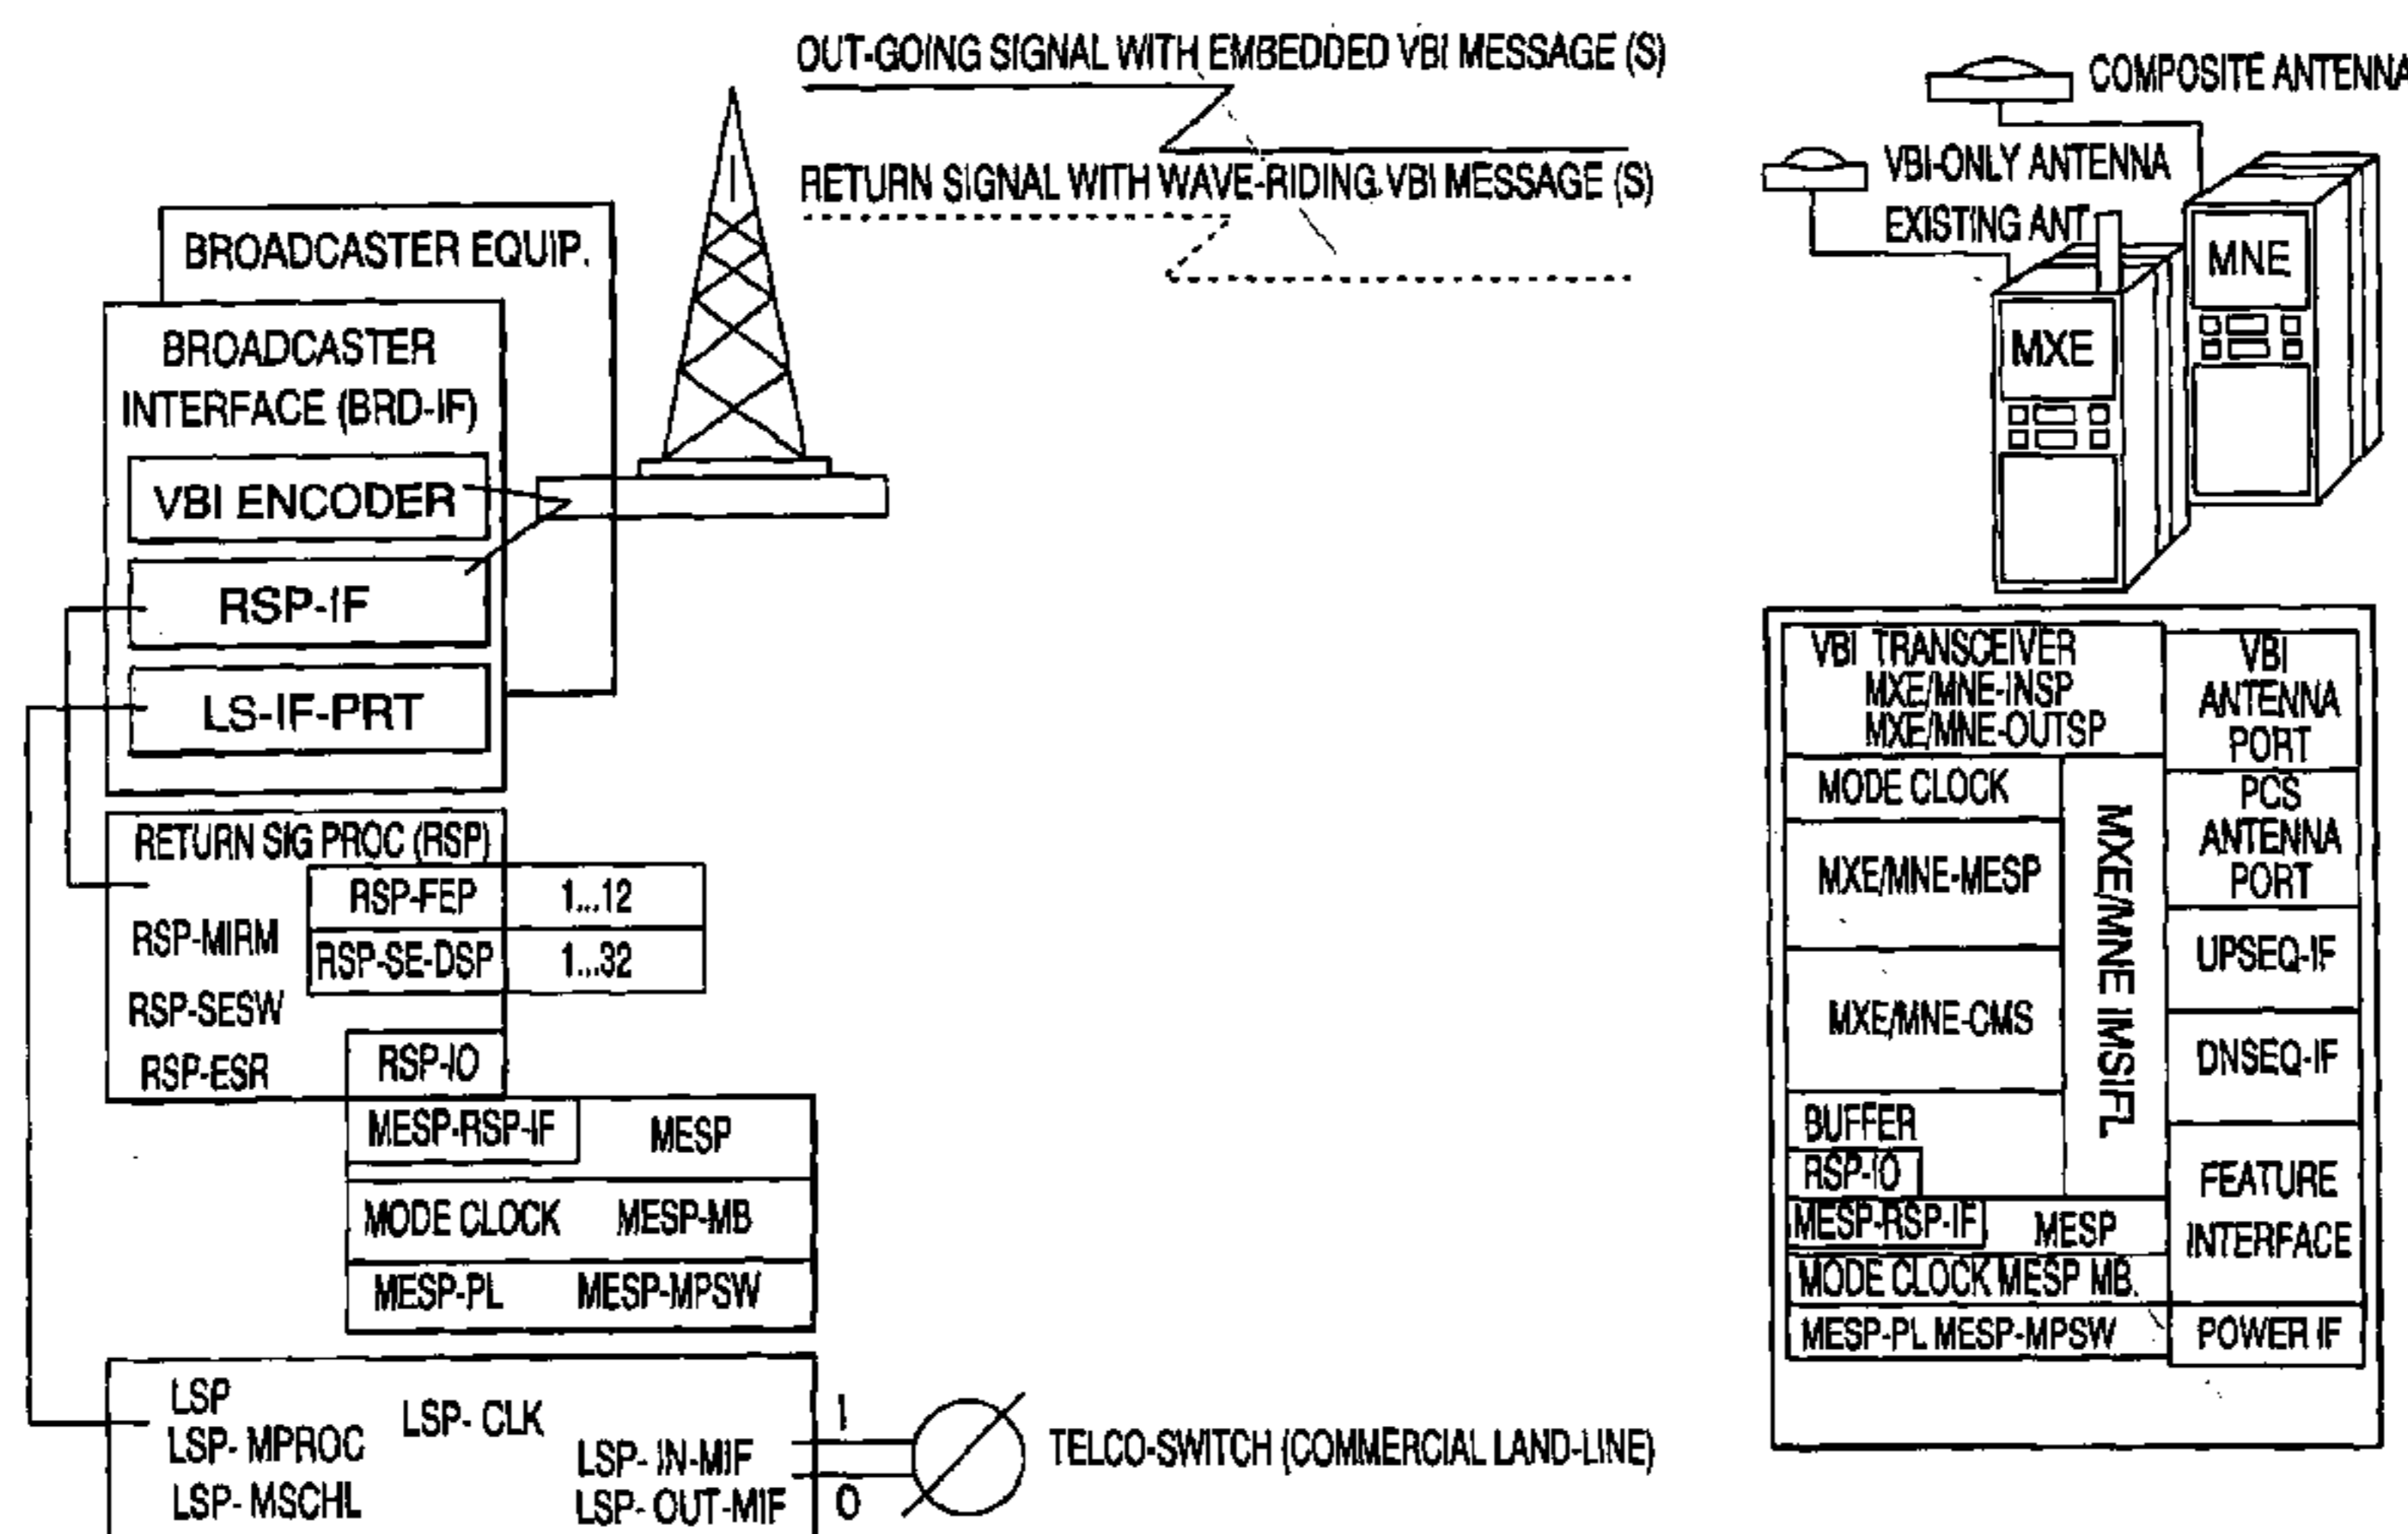 OUT-GOING SIGNAL WITH EMBEDDED VBI MESSAGE (S)
RETURN SIGNAL WITH WAVE-RIDING VBI MESSAGE (S)
COMPOSITE ANTENNA
VBI-ONLY ANTENNA
EXISTING ANT
MNE
MXE
BROADCASTER EQUIP.
BROADCASTER
INTERFACE (BRD-IF)
VBI ENCODER
RSP-IF
LS-IF-PRT
RETURN SIG PROC (RSP)
RSP-FEP 1...12
RSP-MIRM
RSP-SE-DSP 1...32
RSP-SESW
RSP-ESR
RSP-IO
MESP-RSP-IF MESP
MODE CLOCK MESP-MB
MESP-PL MESP-MPSW
LSP
LSP- MPROC
LSP- MSCHL
LSP- CLK
LSP- IN-MIF
LSP- OUT-MIF
I
O
TELCO-SWITCH (COMMERCIAL LAND-LINE)
VBI TRANSCEIVER
MXE/MNE-INSP
MXE/MNE-OUTSP
MODE CLOCK
MXE/MNE-MESP
MXE/MNE-CMS
BUFFER
RSP-IO
MXE/MNE IMSIFL
MESP-RSP-IF MESP
MODE CLOCK MESP MB
MESP-PL MESP-MPSW
VBI
ANTENNA
PORT
PCS
ANTENNA
PORT
UPSEQ-IF
DNSEQ-IF
FEATURE
INTERFACE
POWER IF